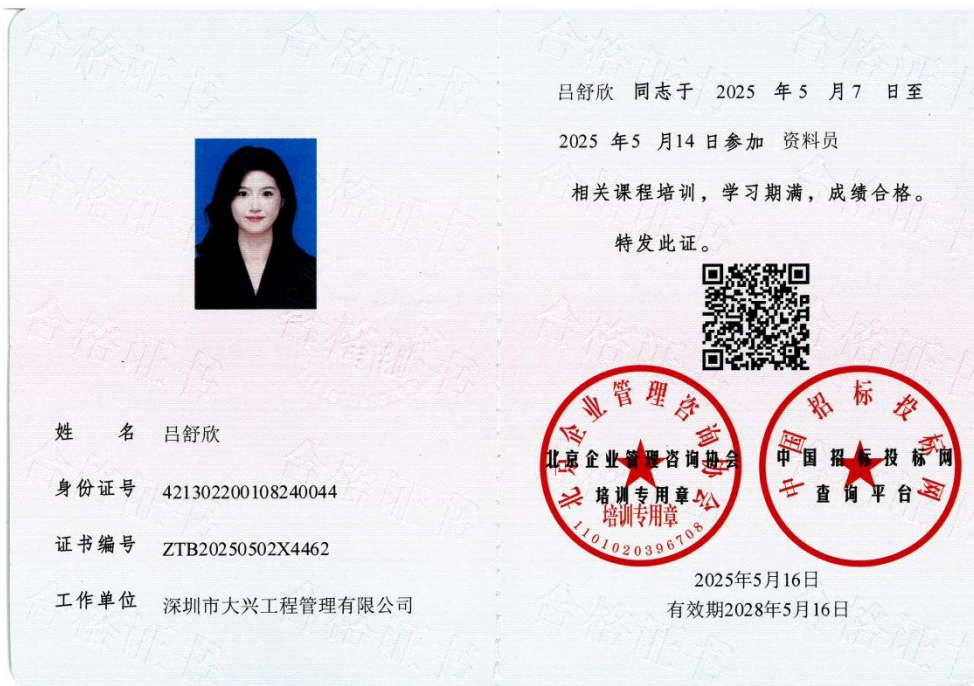 姓 名 吕舒欣
身份证号 421302200108240044
证书编号 ZTB20250502X4462
工作单位 深圳市大兴工程管理有限公司
吕舒欣 同志于 2025 年 5 月 7 日至
2025 年 5 月 14 日参加 资料员
相关课程培训，学习期满，成绩合格。
特发此证。
北京企业管理咨询协会
北京企业管理咨询协会
培训专用章
培训专用章
1101020396708
中国招标投标网
中国招标投标网
查询平台
2025年5月16日
有效期2028年5月16日
合格证书